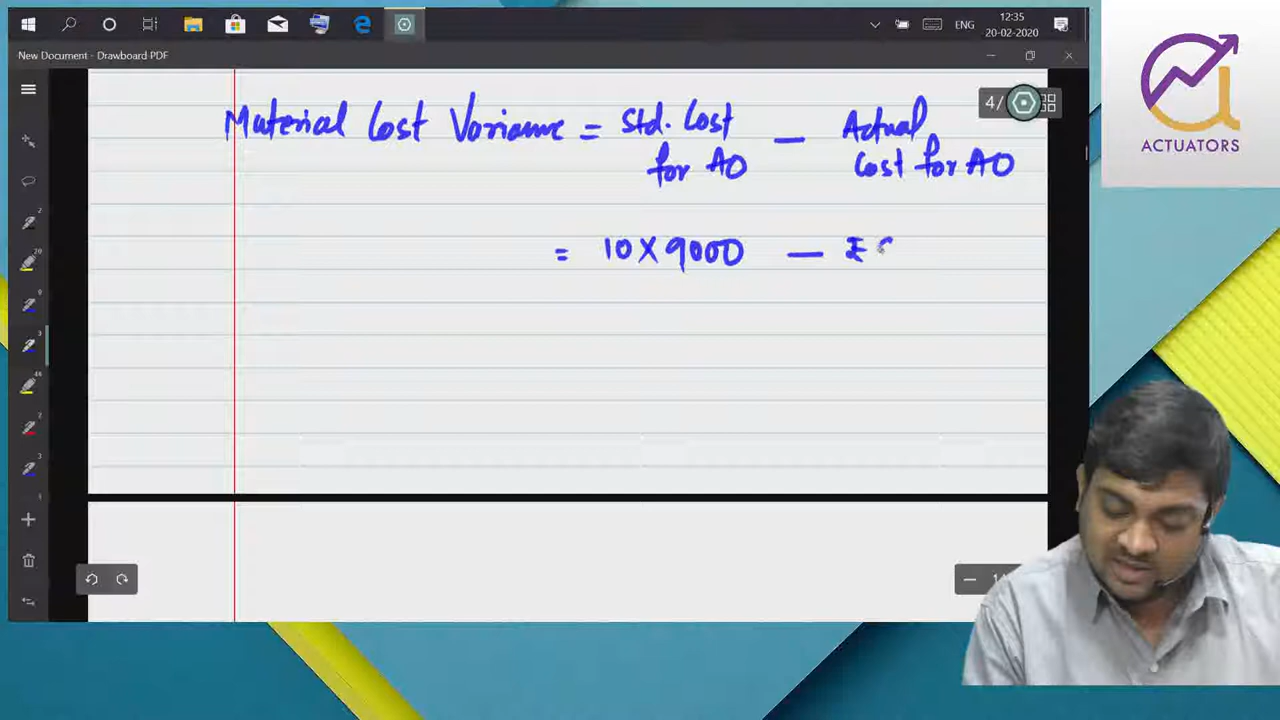 12:35
ENG
20-02-2020
New Document - Drawboard PDF
4/
Material Cost Variance = Std. Cost for AO - Actual Cost for AO
= 10 X 9000 - ₹
ACTUATORS